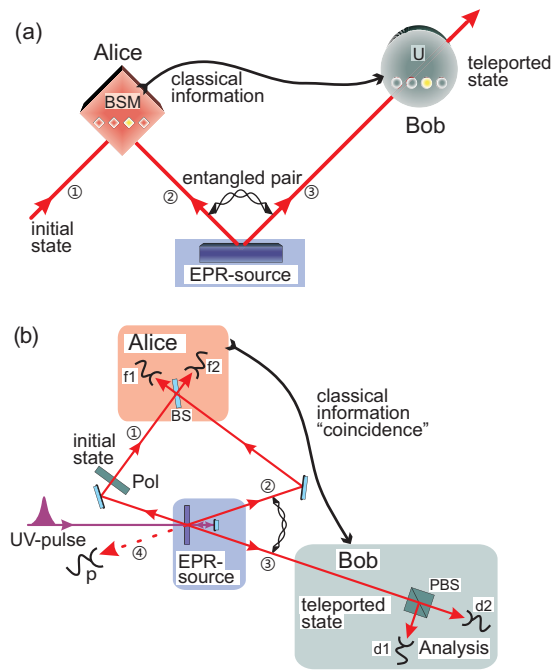 (a)
Alice
BSM
classical
information
U
teleported
state
Bob
①
initial
state
②
entangled pair
③
EPR-source
(b)
Alice
f1
f2
BS
①
initial
state
Pol
classical
information
"coincidence"
②
UV-pulse
④
p
EPR-
source
③
Bob
teleported
state
PBS
d2
d1
Analysis